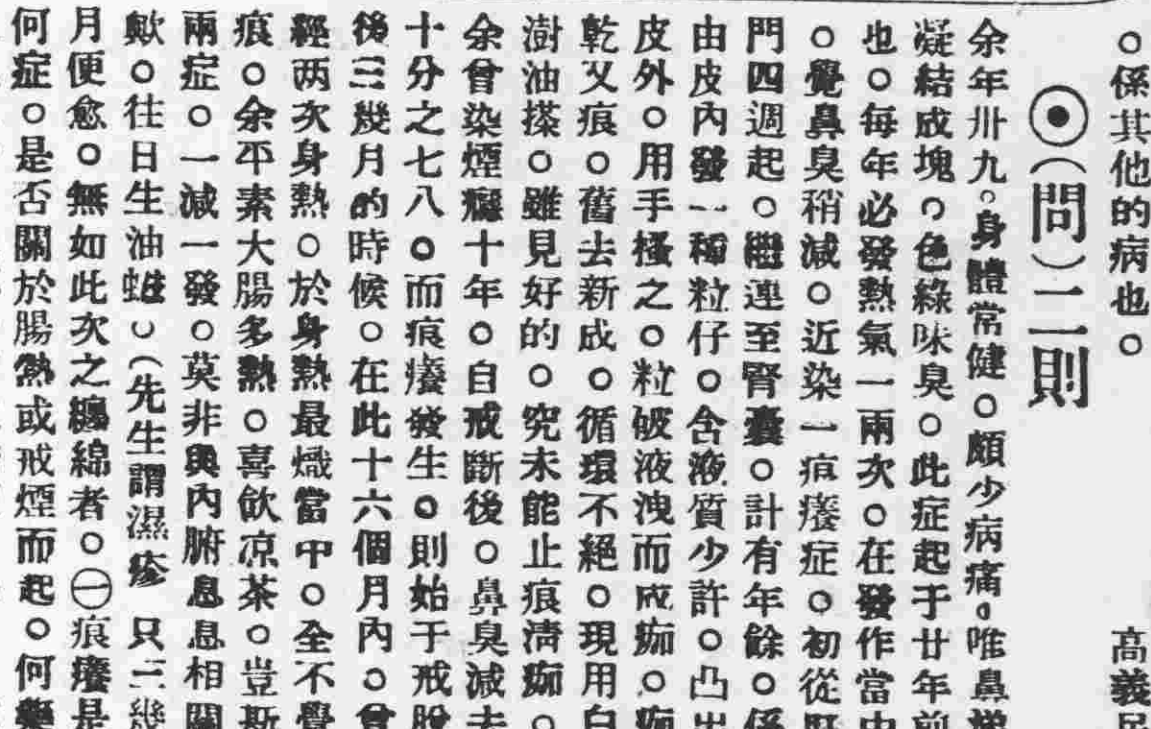 ○係其他的病也○　高義
⦿(問)二則
余年卅九。身體常健○頗少病痛。唯鼻
凝結成塊○色綠味臭○此症起于廿年前
也○每年必發熱氣一兩次○在發作當中
○覺鼻臭稍減○近染一痕癢症○初從肛
門四週起○繼連至腎囊○計有年餘○係
由皮內發一種粒仔○含液質少許○凸出
皮外○用手搔之○粒皮液洩而成痂○痂
乾又痕○舊去新成○循環不絕○現用白
澍油搽○雖見好的○究未能止痕清痂○
余曾染煙癮十年○自戒斷後○鼻臭減去
十分之七八○而痕癢發生○則始于戒脫
後三幾月的時候○在此十六個月內○曾
經两次身熱○於身熱最熾當中○全不覺
痕○余平素大腸多熱○喜飲凉茶○豈斯
兩症○一減一發○莫非與內腑息息相關
歟○往日生油○(先生謂濕疹 只二幾
月便愈○無如此次之纏綿者○㊀痕癢是
何症○是否關於腸熱或戒煙而起○何藥